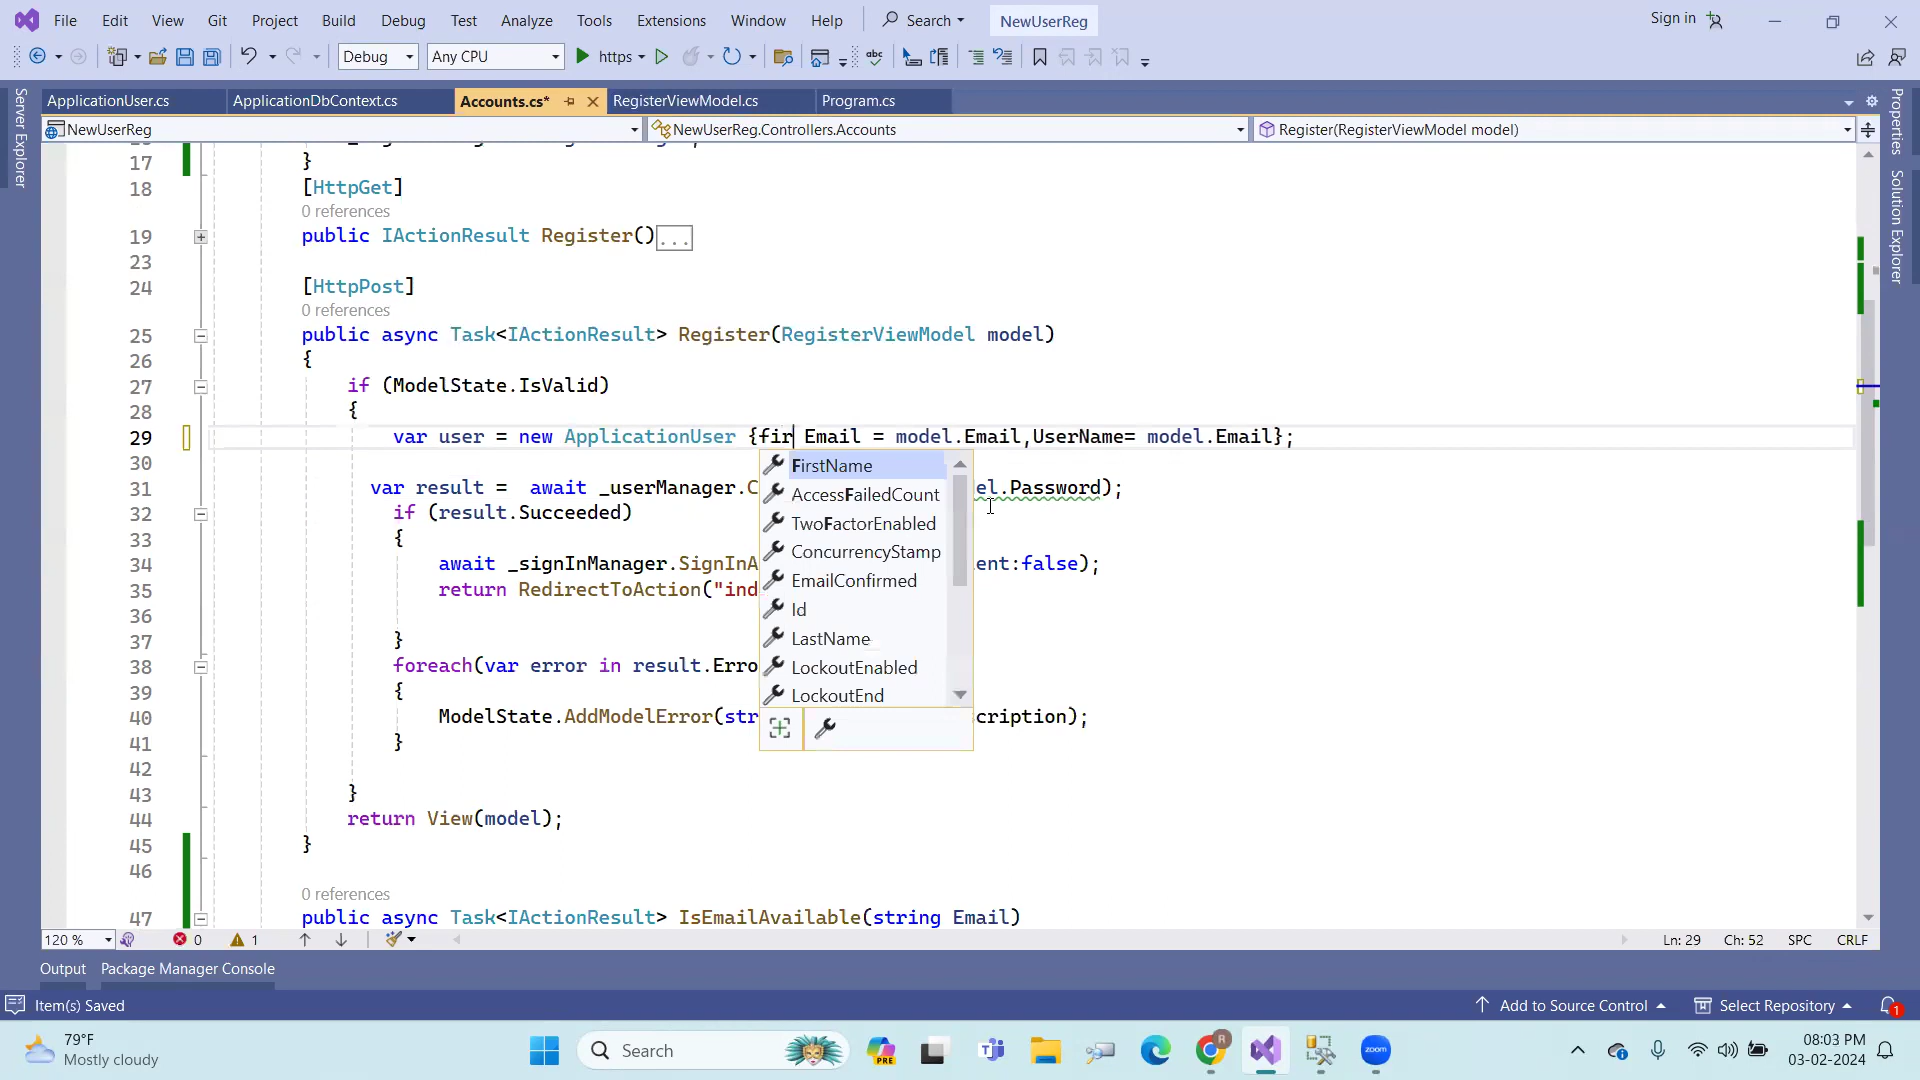 File Edit View Git Project Build Debug Test Analyze Tools Extensions Window Help Search NewUserReg Sign in
Debug Any CPU https
Server Explorer
ApplicationUser.cs ApplicationDbContext.cs Accounts.cs* RegisterViewModel.cs Program.cs
NewUserReg NewUserReg.Controllers.Accounts Register(RegisterViewModel model)
Properties
Solution Explorer
17 }
18 [HttpGet]
0 references
19 public IActionResult Register()...
23
24 [HttpPost]
0 references
25 public async Task<IActionResult> Register(RegisterViewModel model)
26 {
27 if (ModelState.IsValid)
28 {
29 var user = new ApplicationUser {fir Email = model.Email,UserName= model.Email};
30
31 var result = await _userManager.C el.Password);
32 if (result.Succeeded)
33 {
34 await _signInManager.SignInA ent:false);
35 return RedirectToAction("ind
36
37 }
38 foreach(var error in result.Erro
39 {
40 ModelState.AddModelError(str cription);
41 }
42
43 }
44 return View(model);
45 }
46
0 references
47 public async Task<IActionResult> IsEmailAvailable(string Email)
FirstName
AccessFailedCount
TwoFactorEnabled
ConcurrencyStamp
EmailConfirmed
Id
LastName
LockoutEnabled
LockoutEnd
120 % 0 1 Ln: 29 Ch: 52 SPC CRLF
Output Package Manager Console
Item(s) Saved Add to Source Control Select Repository 1
79°F
Mostly cloudy
Search
PRE
zoom
08:03 PM
03-02-2024